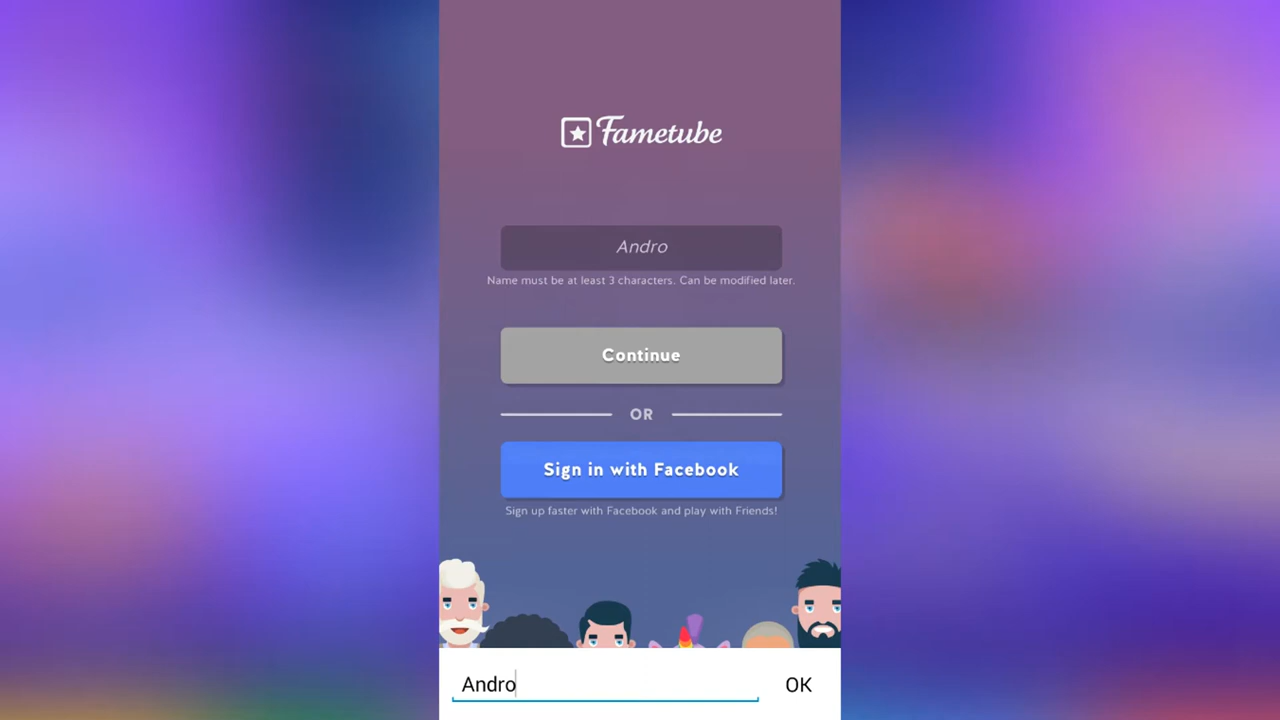 Fametube
Andro
Name must be at least 3 characters. Can be modified later.
Continue
OR
Sign in with Facebook
Sign up faster with Facebook and play with Friends!
Andro OK